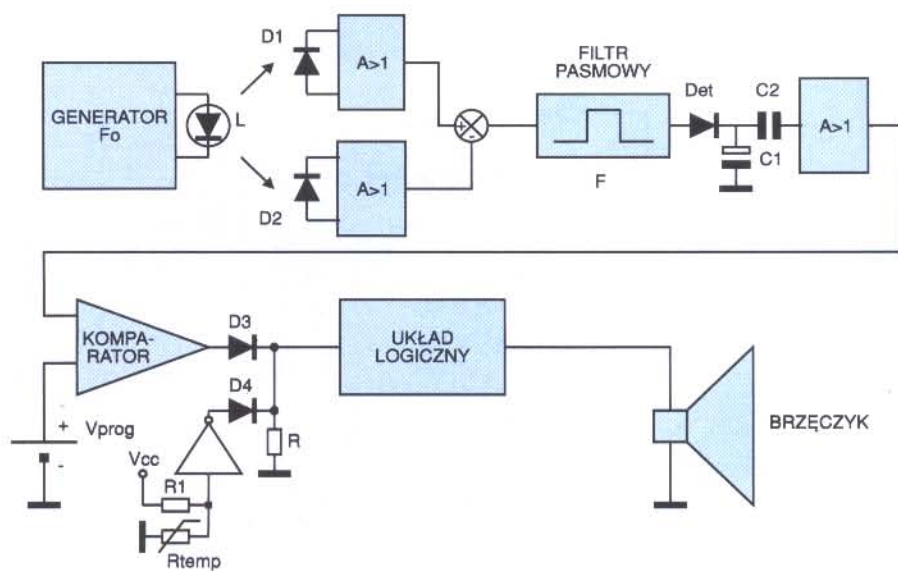 GENERATOR
Fo
L
D1
D2
A>1
A>1
+
-
FILTR
PASMOWY
F
Det
C2
C1
A>1
KOMPA-
RATOR
+
-
Vprog
D3
D4
Vcc
R1
Rtemp
R
UKŁAD
LOGICZNY
BRZĘCZYK